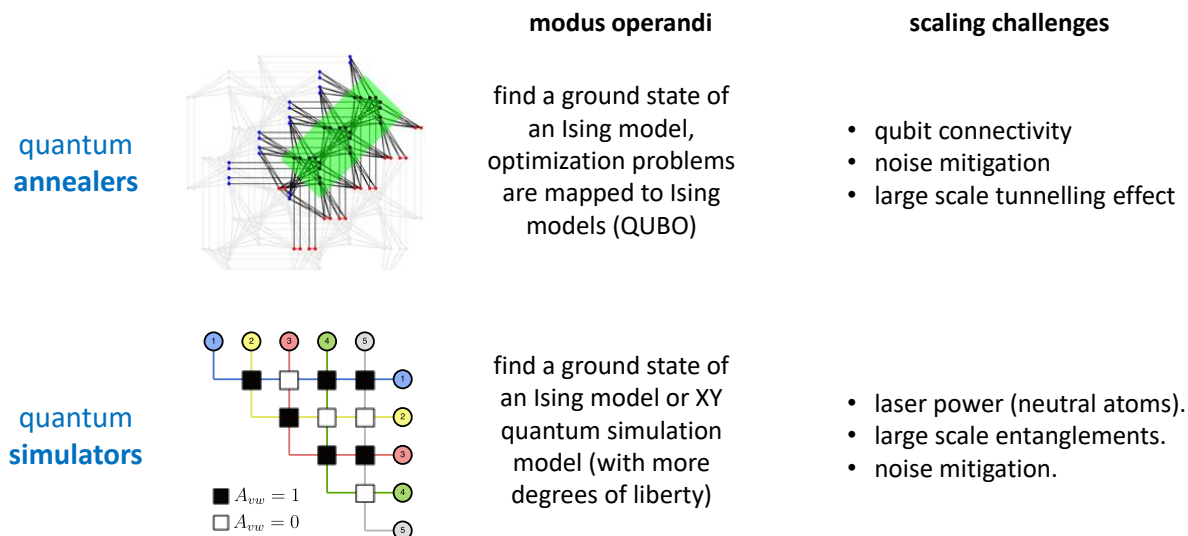 modus operandi
scaling challenges
quantum
annealers
find a ground state of
an Ising model,
optimization problems
are mapped to Ising
models (QUBO)
• qubit connectivity
• noise mitigation
• large scale tunnelling effect
quantum
simulators
1 2 3 4 5
1
2
3
4
5
A_{vw} = 1
A_{vw} = 0
find a ground state of
an Ising model or XY
quantum simulation
model (with more
degrees of liberty)
• laser power (neutral atoms).
• large scale entanglements.
• noise mitigation.